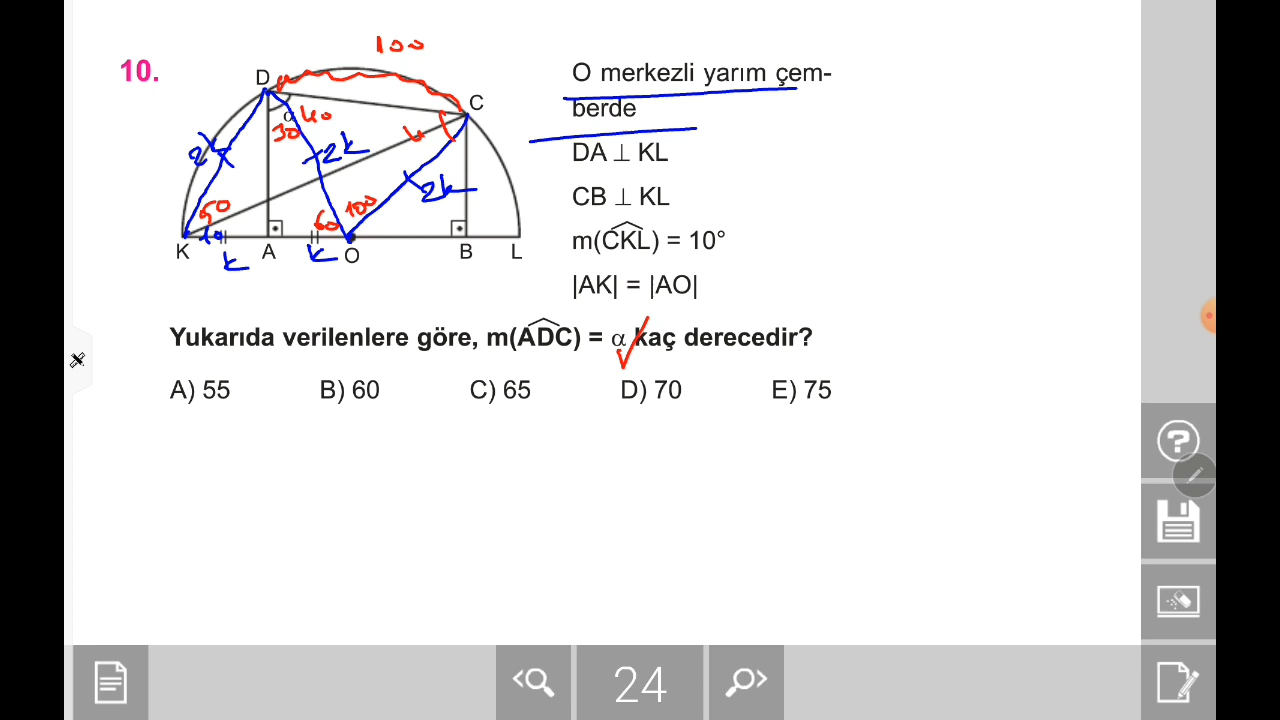 100
10.
D
C
α 40
30
2k
2k
2k
50
10
60
100
K
A
O
B
L
k
k
O merkezli yarım çem-
berde
DA ⊥ KL
CB ⊥ KL
m(CKL) = 10°
|AK| = |AO|
Yukarıda verilenlere göre, m(ADC) = α kaç derecedir?
A) 55 B) 60 C) 65 D) 70 E) 75
24